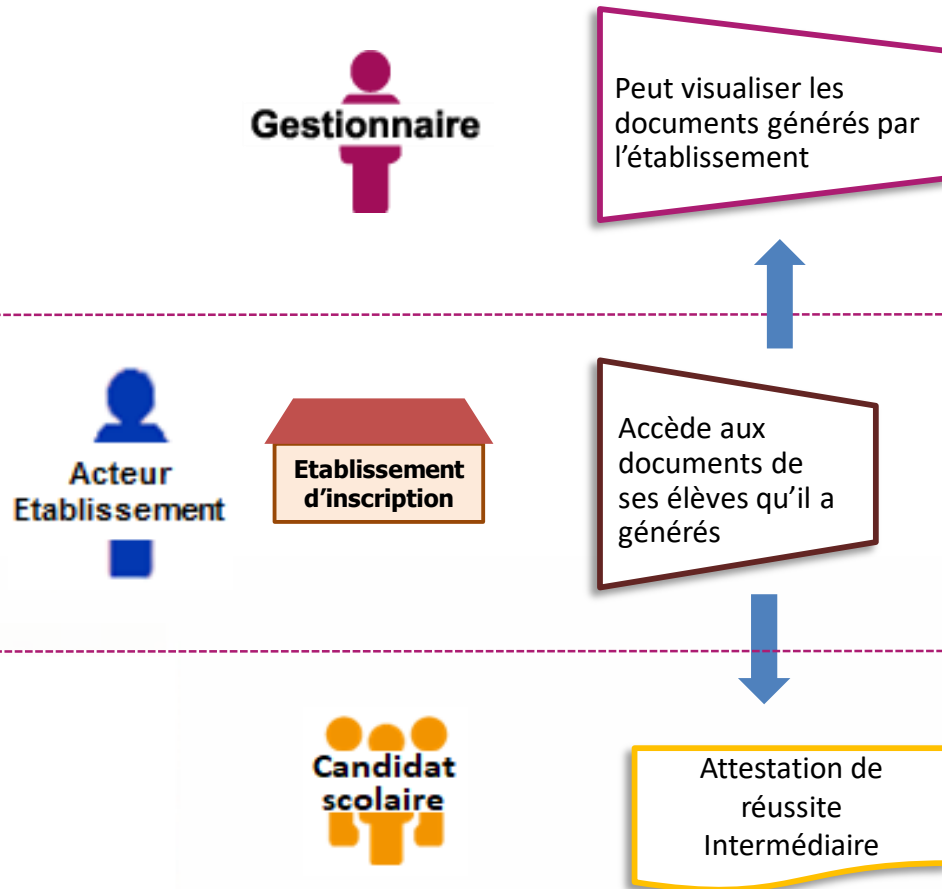 Gestionnaire
Peut visualiser les
documents générés par
l’établissement
Acteur
Etablissement
Etablissement
d’inscription
Accède aux
documents de
ses élèves qu’il a
générés
Candidat
scolaire
Attestation de
réussite
Intermédiaire